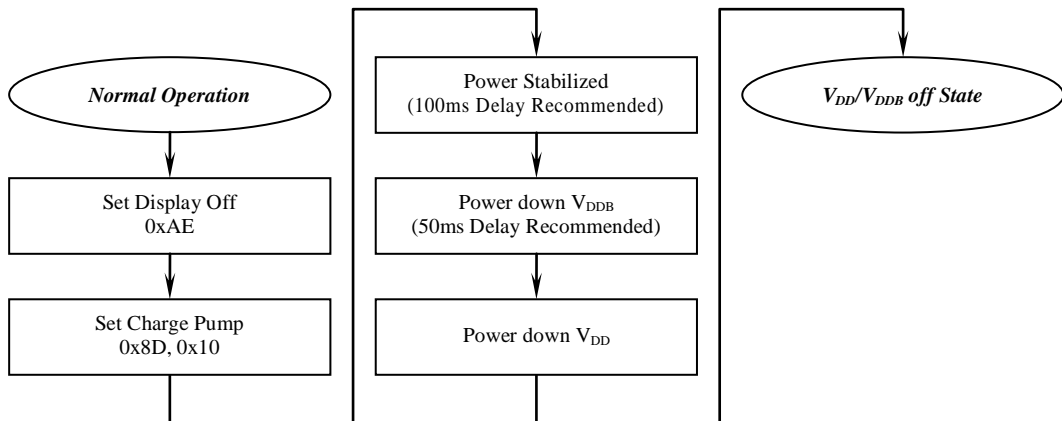 Normal Operation
Set Display Off
0xAE
Set Charge Pump
0x8D, 0x10
Power Stabilized
(100ms Delay Recommended)
Power down VDDB
(50ms Delay Recommended)
Power down VDD
VDD/VDDB off State